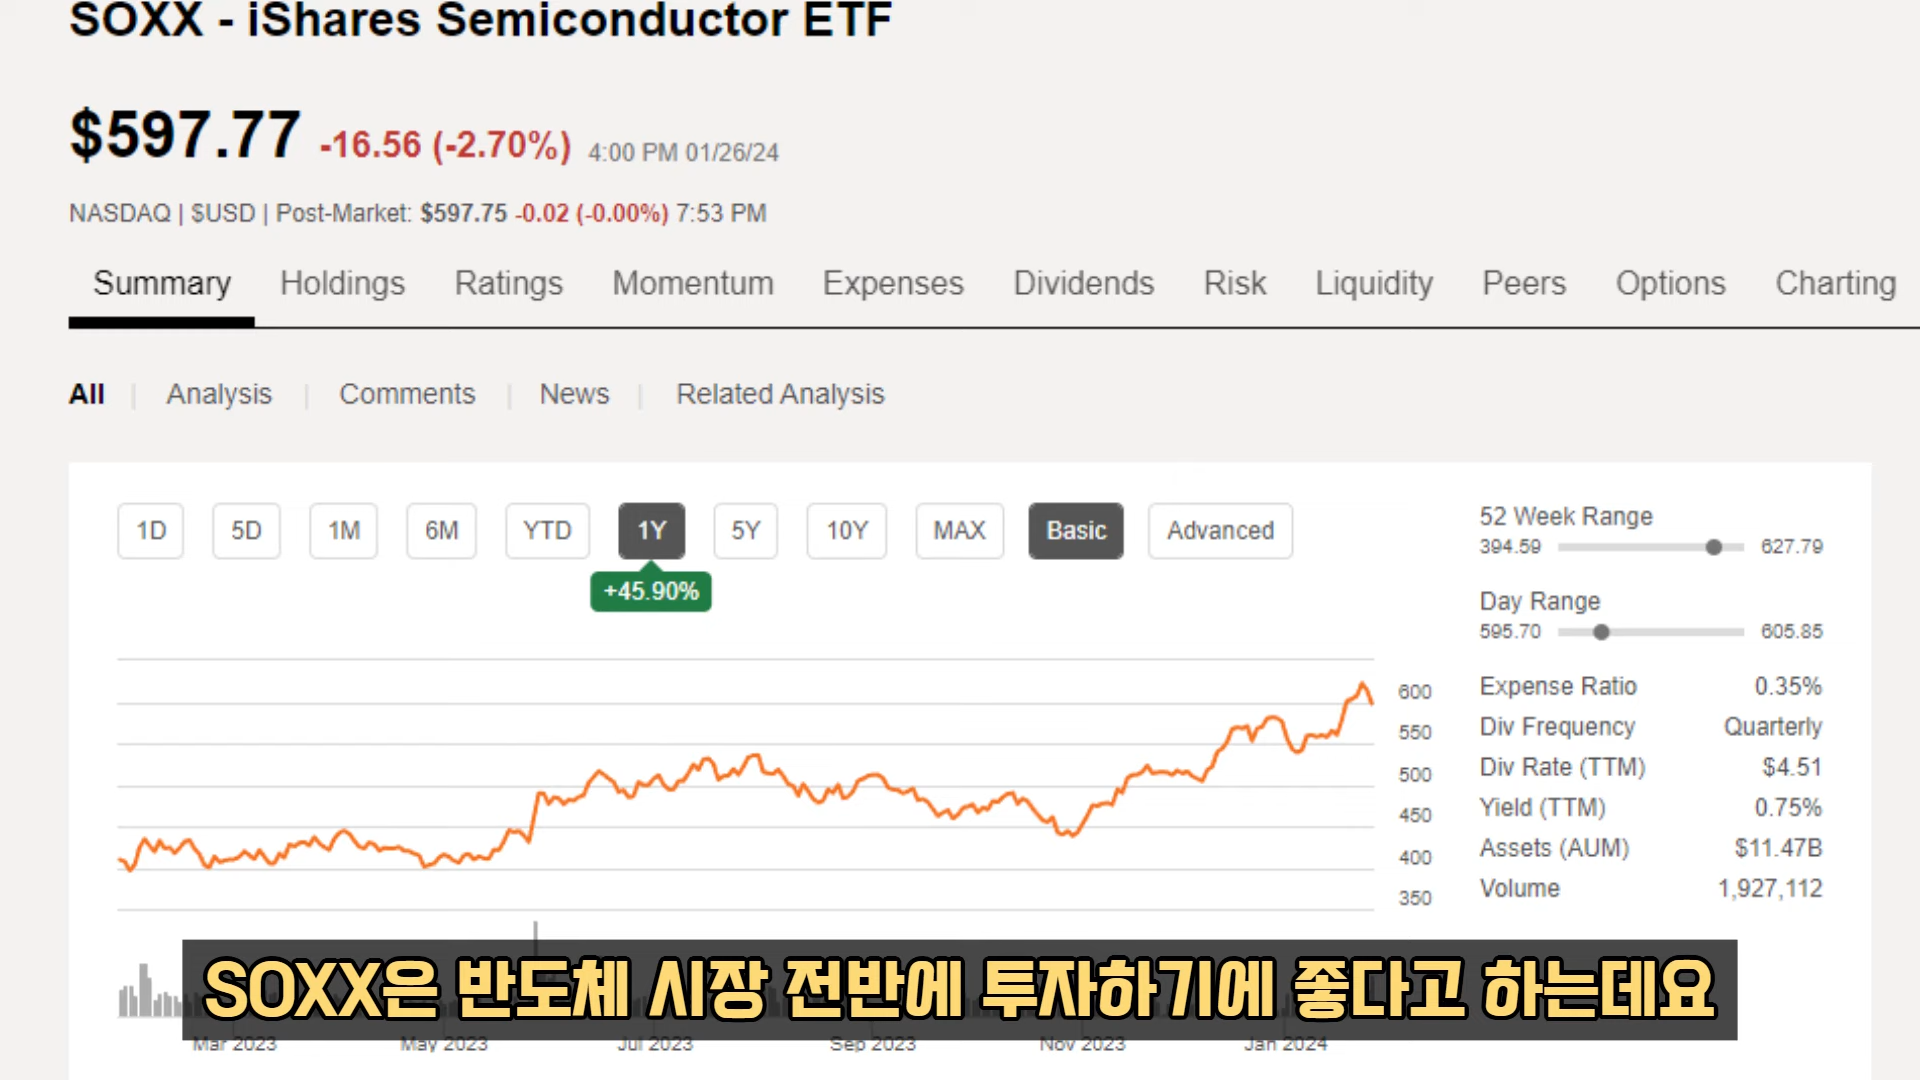 SOXX - iShares Semiconductor ETF
$597.77 -16.56 (-2.70%) 4:00 PM 01/26/24
NASDAQ | $USD | Post-Market: $597.75 -0.02 (-0.00%) 7:53 PM
Summary Holdings Ratings Momentum Expenses Dividends Risk Liquidity Peers Options Charting
All | Analysis | Comments | News | Related Analysis
1D 5D 1M 6M YTD 1Y 5Y 10Y MAX Basic Advanced
+45.90%
52 Week Range
394.59 627.79
Day Range
595.70 605.85
Expense Ratio 0.35%
Div Frequency Quarterly
Div Rate (TTM) $4.51
Yield (TTM) 0.75%
Assets (AUM) $11.47B
Volume 1,927,112
600
550
500
450
400
350
SOXX은 반도체 시장 전반에 투자하기에 좋다고 하는데요
Mar 2023 May 2023 Jul 2023 Sep 2023 Nov 2023 Jan 2024